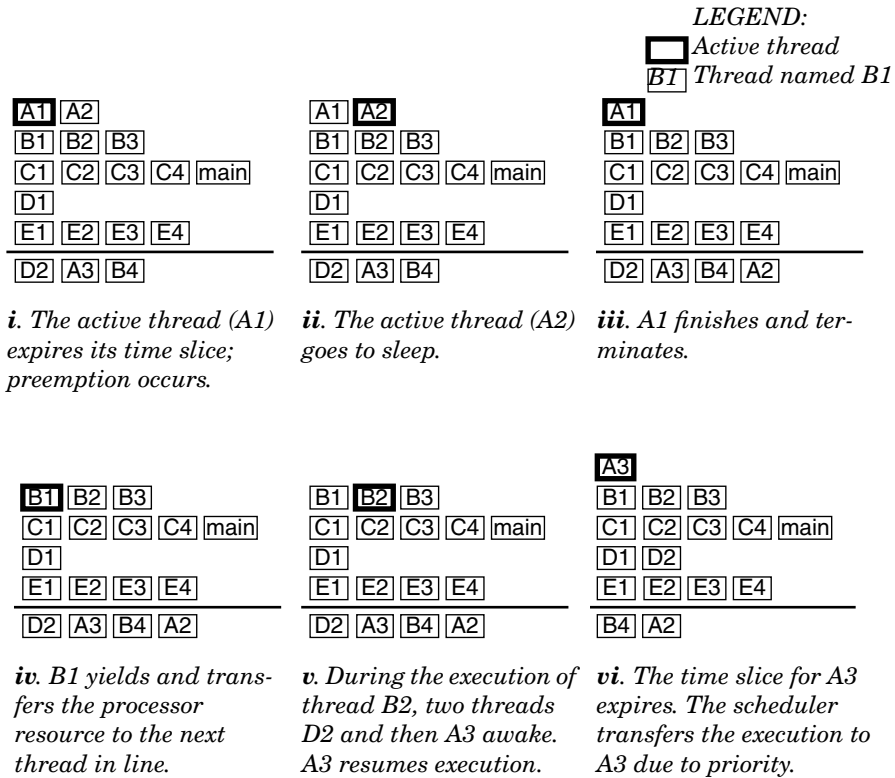 LEGEND:
Active thread
B1 Thread named B1
A1 A2
B1 B2 B3
C1 C2 C3 C4 main
D1
E1 E2 E3 E4
D2 A3 B4
i. The active thread (A1)
expires its time slice;
preemption occurs.
A1 A2
B1 B2 B3
C1 C2 C3 C4 main
D1
E1 E2 E3 E4
D2 A3 B4
ii. The active thread (A2)
goes to sleep.
A1
B1 B2 B3
C1 C2 C3 C4 main
D1
E1 E2 E3 E4
D2 A3 B4 A2
iii. A1 finishes and ter-
minates.
B1 B2 B3
C1 C2 C3 C4 main
D1
E1 E2 E3 E4
D2 A3 B4 A2
iv. B1 yields and trans-
fers the processor
resource to the next
thread in line.
B1 B2 B3
C1 C2 C3 C4 main
D1
E1 E2 E3 E4
D2 A3 B4 A2
v. During the execution of
thread B2, two threads
D2 and then A3 awake.
A3 resumes execution.
A3
B1 B2 B3
C1 C2 C3 C4 main
D1 D2
E1 E2 E3 E4
B4 A2
vi. The time slice for A3
expires. The scheduler
transfers the execution to
A3 due to priority.